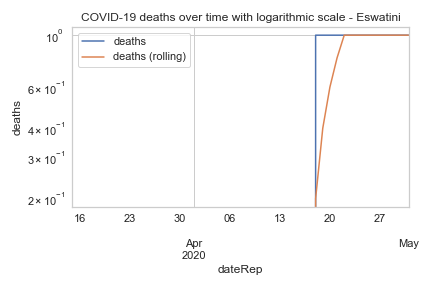 COVID-19 deaths over time with logarithmic scale - Eswatini
deaths
deaths (rolling)
10⁰
6 × 10⁻¹
4 × 10⁻¹
3 × 10⁻¹
2 × 10⁻¹
deaths
16 23 30 06 13 20 27
Apr May
2020
dateRep